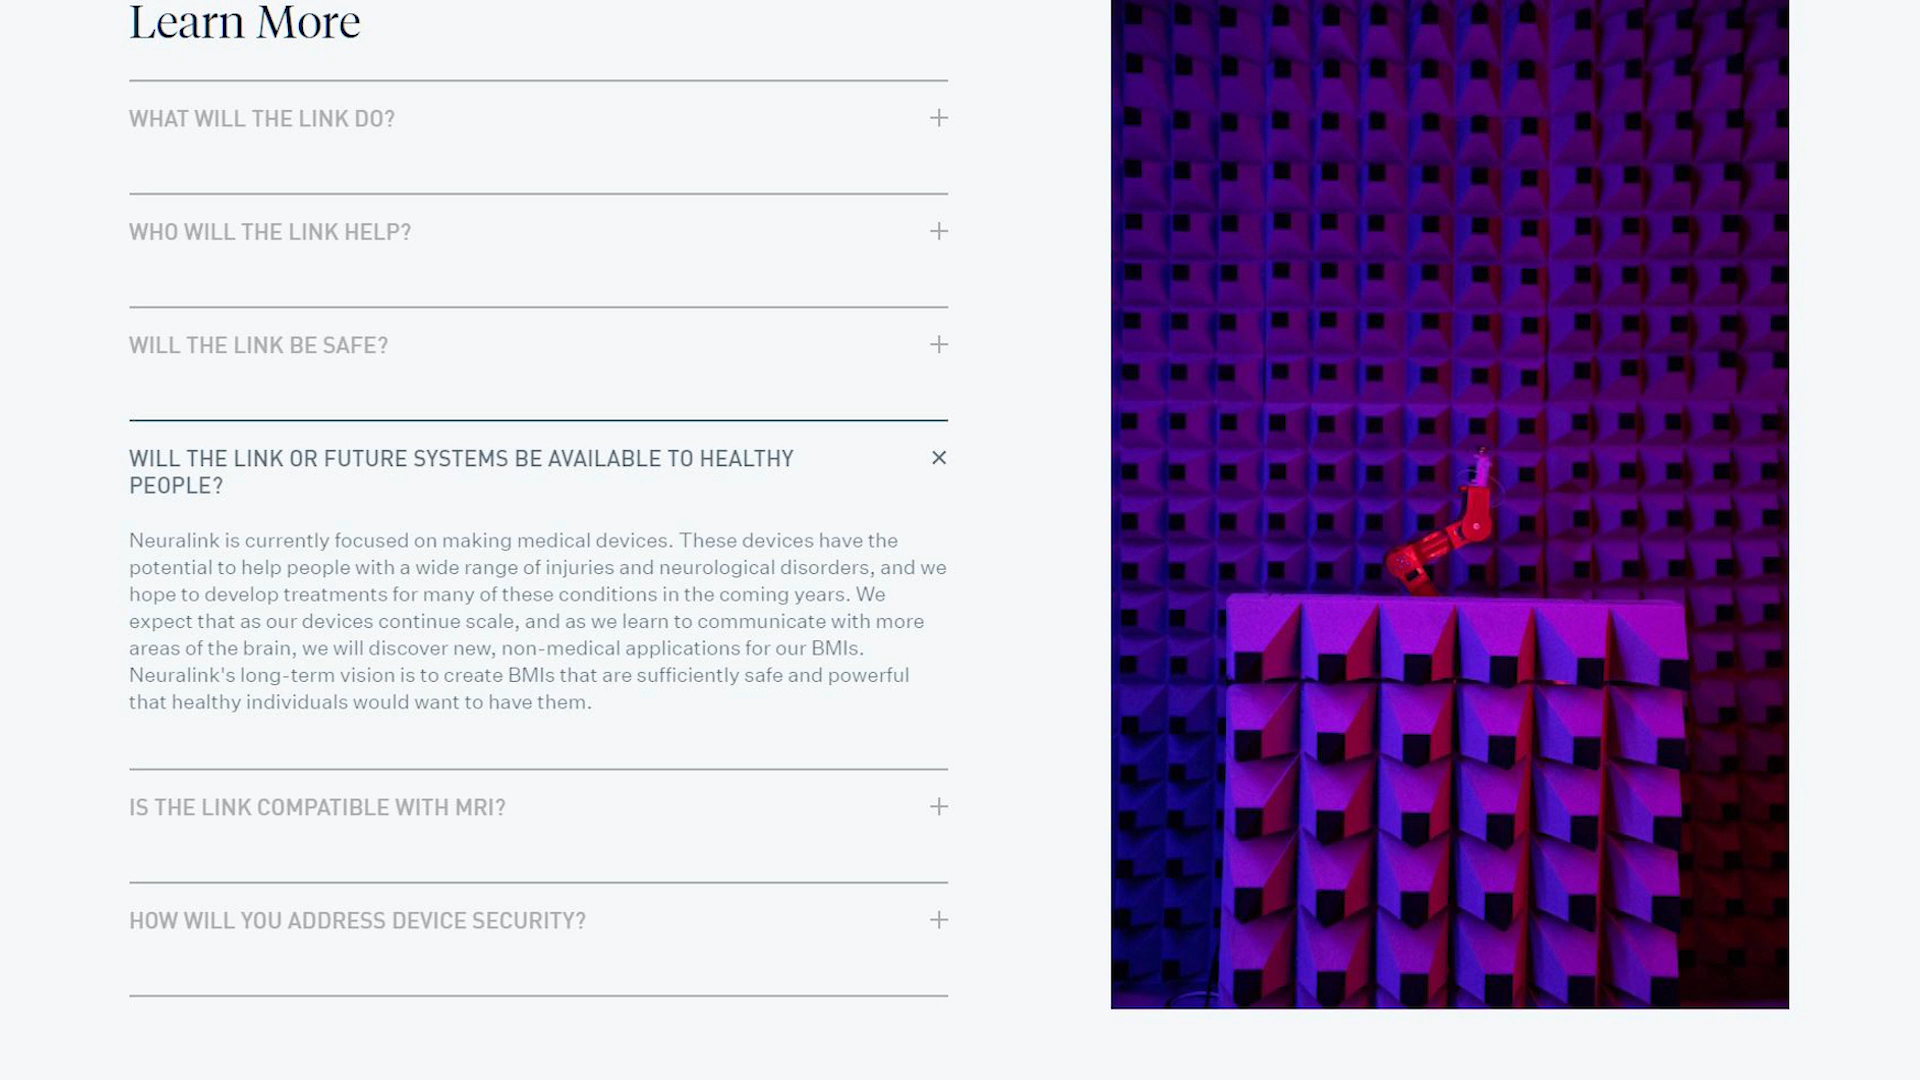 Learn More
WHAT WILL THE LINK DO?
WHO WILL THE LINK HELP?
WILL THE LINK BE SAFE?
WILL THE LINK OR FUTURE SYSTEMS BE AVAILABLE TO HEALTHY
PEOPLE?
Neuralink is currently focused on making medical devices. These devices have the
potential to help people with a wide range of injuries and neurological disorders, and we
hope to develop treatments for many of these conditions in the coming years. We
expect that as our devices continue scale, and as we learn to communicate with more
areas of the brain, we will discover new, non-medical applications for our BMIs.
Neuralink's long-term vision is to create BMIs that are sufficiently safe and powerful
that healthy individuals would want to have them.
IS THE LINK COMPATIBLE WITH MRI?
HOW WILL YOU ADDRESS DEVICE SECURITY?